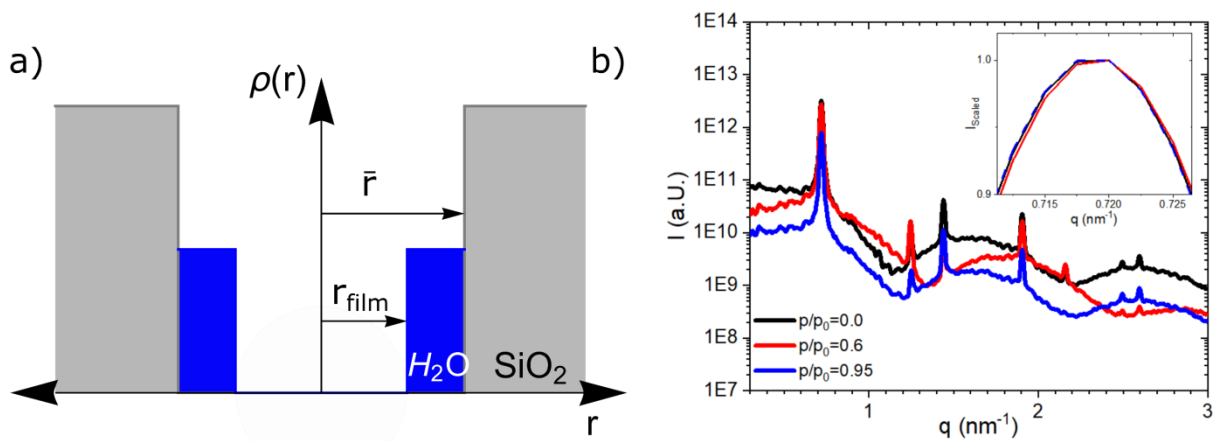 a)
ρ(r)
r̄
r_film
H₂O
SiO₂
r
b)
1E14
1E13
1E12
1E11
1E10
1E9
1E8
1E7
I (a.U.)
1
2
3
q (nm⁻¹)
p/p₀=0.0
p/p₀=0.6
p/p₀=0.95
1.0
0.9
I_Scaled
0.715
0.720
0.725
q (nm⁻¹)